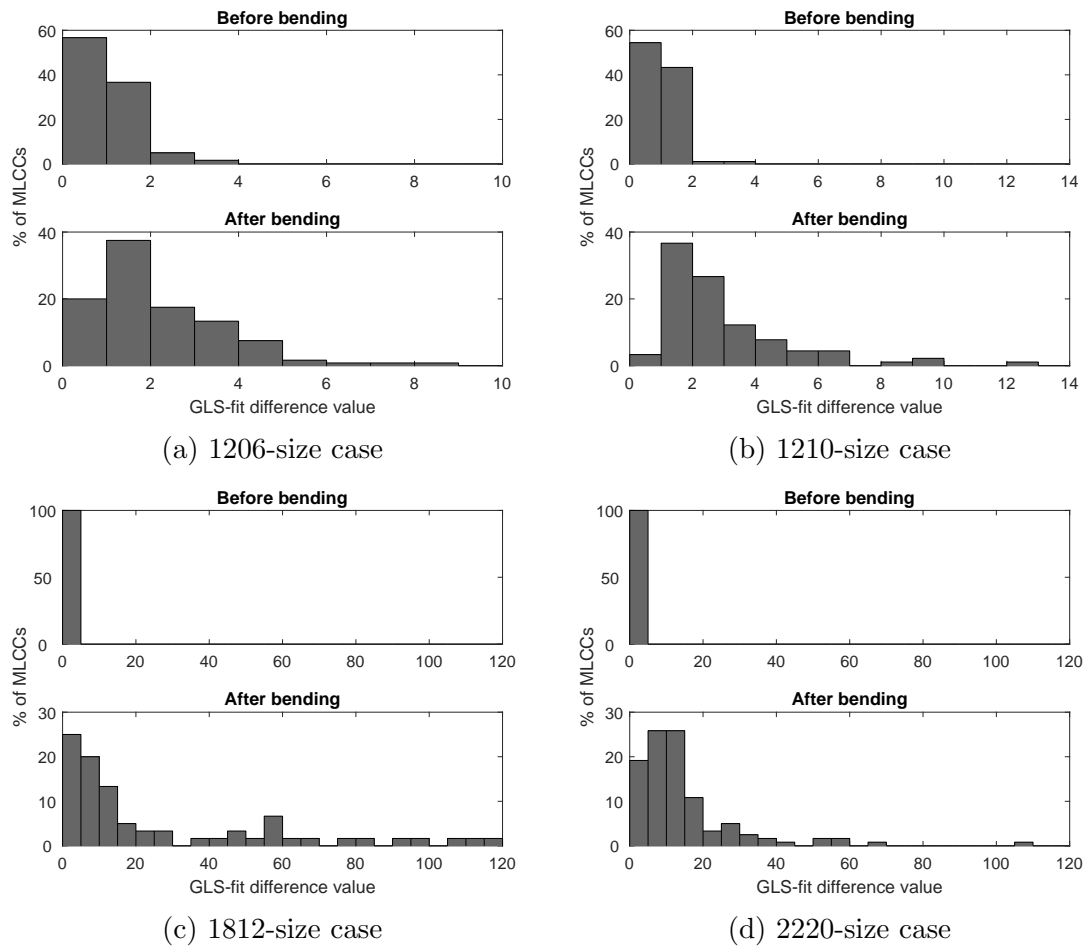 Before bending
60
40
20
0
0 2 4 6 8 10
% of MLCCs
After bending
40
20
0
0 2 4 6 8 10
GLS-fit difference value
(a) 1206-size case
Before bending
60
40
20
0
0 2 4 6 8 10 12 14
% of MLCCs
After bending
40
20
0
0 2 4 6 8 10 12 14
GLS-fit difference value
(b) 1210-size case
Before bending
100
50
0
0 20 40 60 80 100 120
% of MLCCs
After bending
30
20
10
0
0 20 40 60 80 100 120
GLS-fit difference value
(c) 1812-size case
Before bending
100
50
0
0 20 40 60 80 100 120
% of MLCCs
After bending
30
20
10
0
0 20 40 60 80 100 120
GLS-fit difference value
(d) 2220-size case